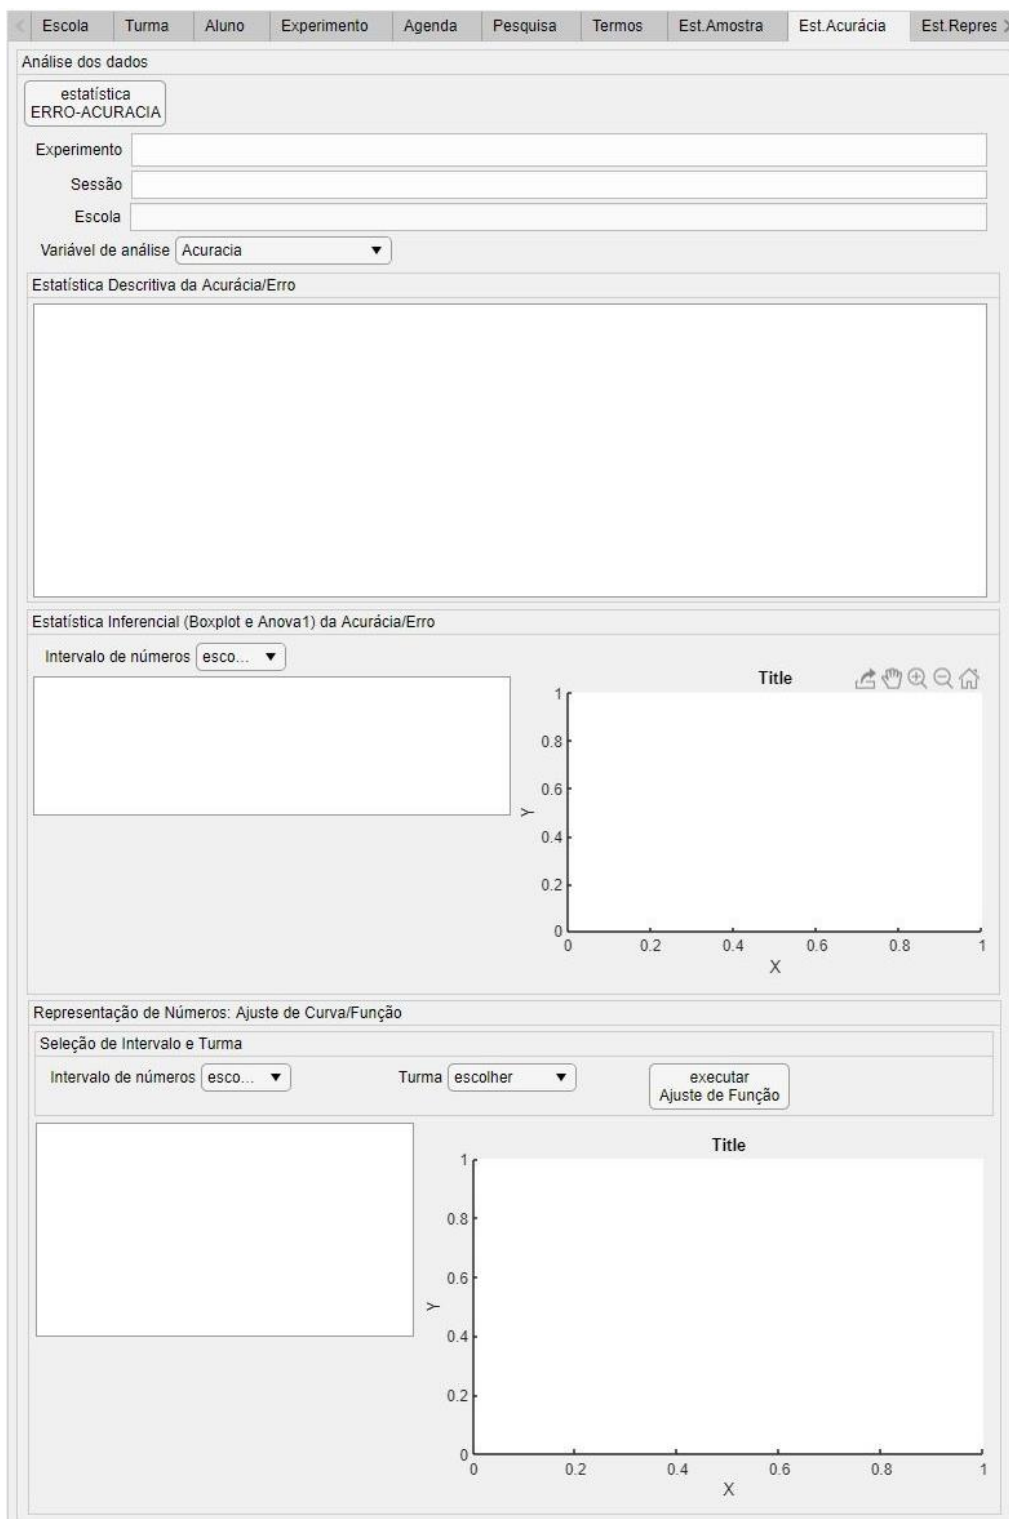 Escola Turma Aluno Experimento Agenda Pesquisa Termos Est.Amostra Est.Acurácia Est.Repres
Análise dos dados
estatística
ERRO-ACURACIA
Experimento
Sessão
Escola
Variável de análise Acuracia
Estatística Descritiva da Acurácia/Erro
Estatística Inferencial (Boxplot e Anova1) da Acurácia/Erro
Intervalo de números esco...
Title
1
0.8
0.6
Y
0.4
0.2
0
0 0.2 0.4 0.6 0.8 1
X
Representação de Números: Ajuste de Curva/Função
Seleção de Intervalo e Turma
Intervalo de números esco... Turma escolher executar
Ajuste de Função
Title
1
0.8
0.6
Y
0.4
0.2
0
0 0.2 0.4 0.6 0.8 1
X